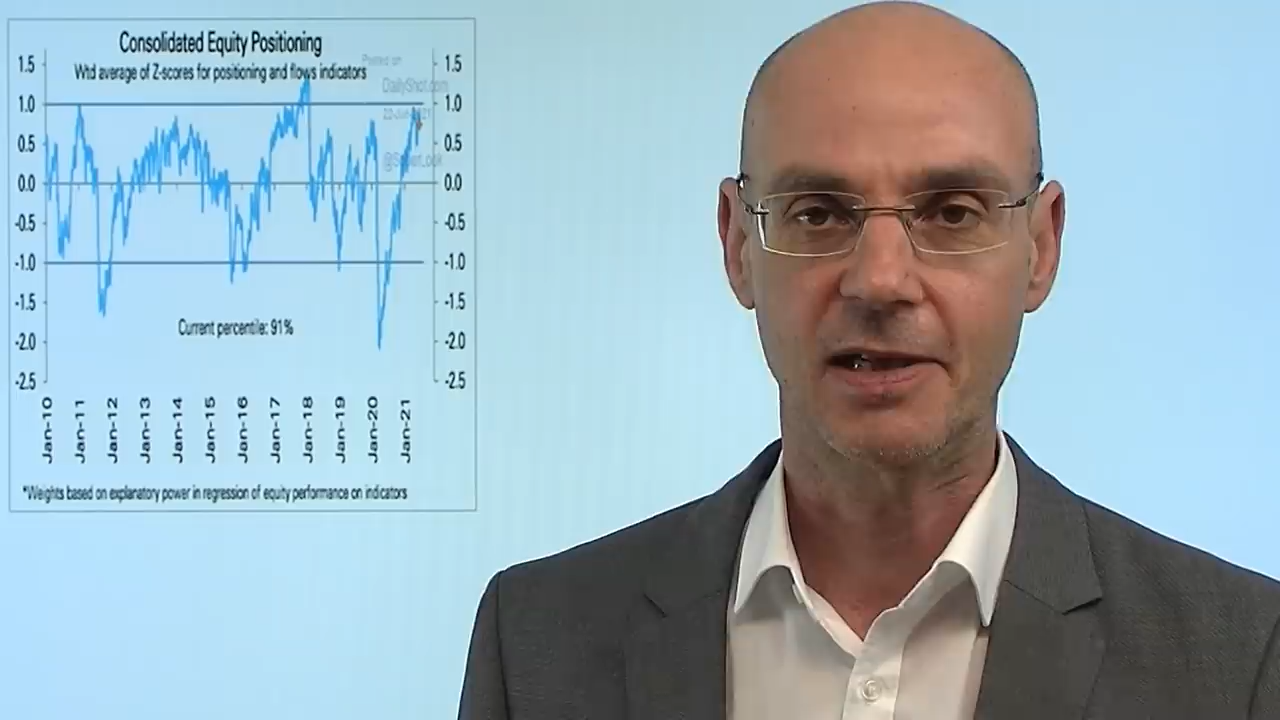 Consolidated Equity Positioning
Wtd average of Z-scores for positioning and flows indicators
Posted on
DailyShot.com
1.5 1.5
1.0 1.0
0.5 0.5
0.0 0.0
-0.5 -0.5
-1.0 -1.0
-1.5 -1.5
-2.0 -2.0
-2.5 -2.5
Current percentile: 91%
Jan-10 Jan-11 Jan-12 Jan-13 Jan-14 Jan-15 Jan-16 Jan-17 Jan-18 Jan-19 Jan-20 Jan-21
*Weights based on explanatory power in regression of equity performance on indicators